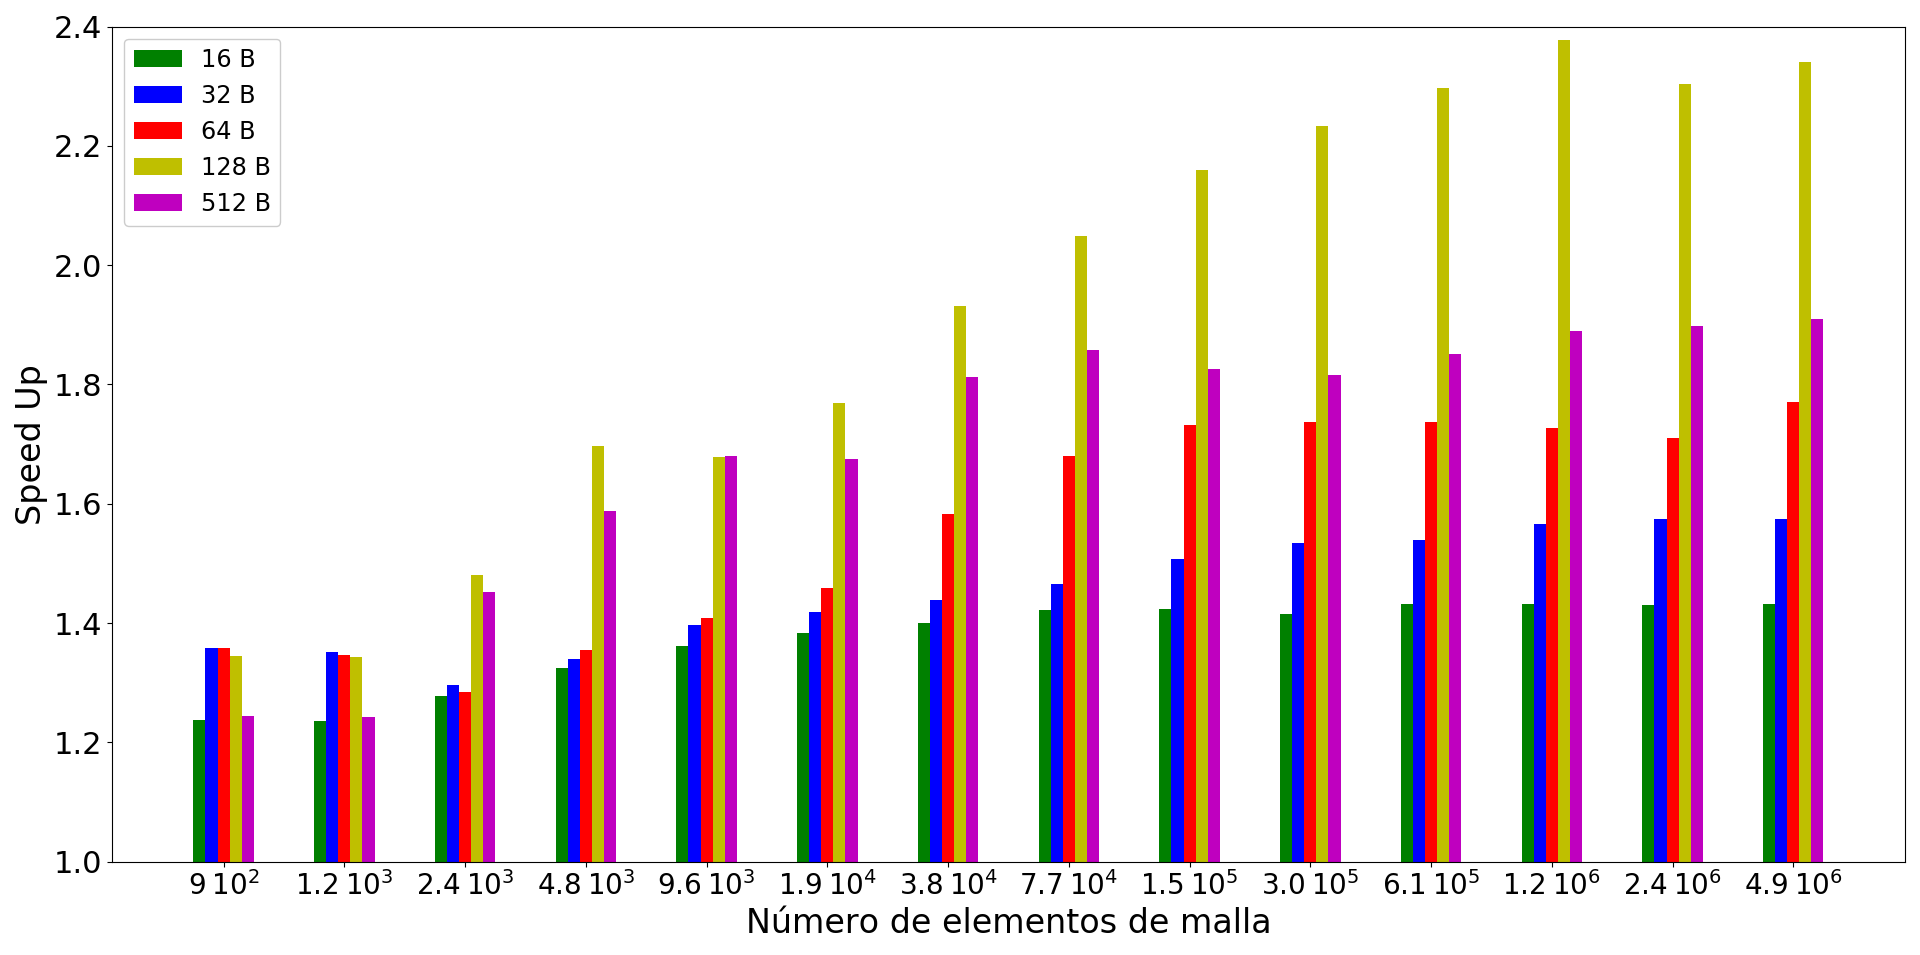 2.4
2.2
2.0
1.8
1.6
1.4
1.2
1.0
Speed Up
16 B
32 B
64 B
128 B
512 B
9 10² 1.2 10³ 2.4 10³ 4.8 10³ 9.6 10³ 1.9 10⁴ 3.8 10⁴ 7.7 10⁴ 1.5 10⁵ 3.0 10⁵ 6.1 10⁵ 1.2 10⁶ 2.4 10⁶ 4.9 10⁶
Número de elementos de malla